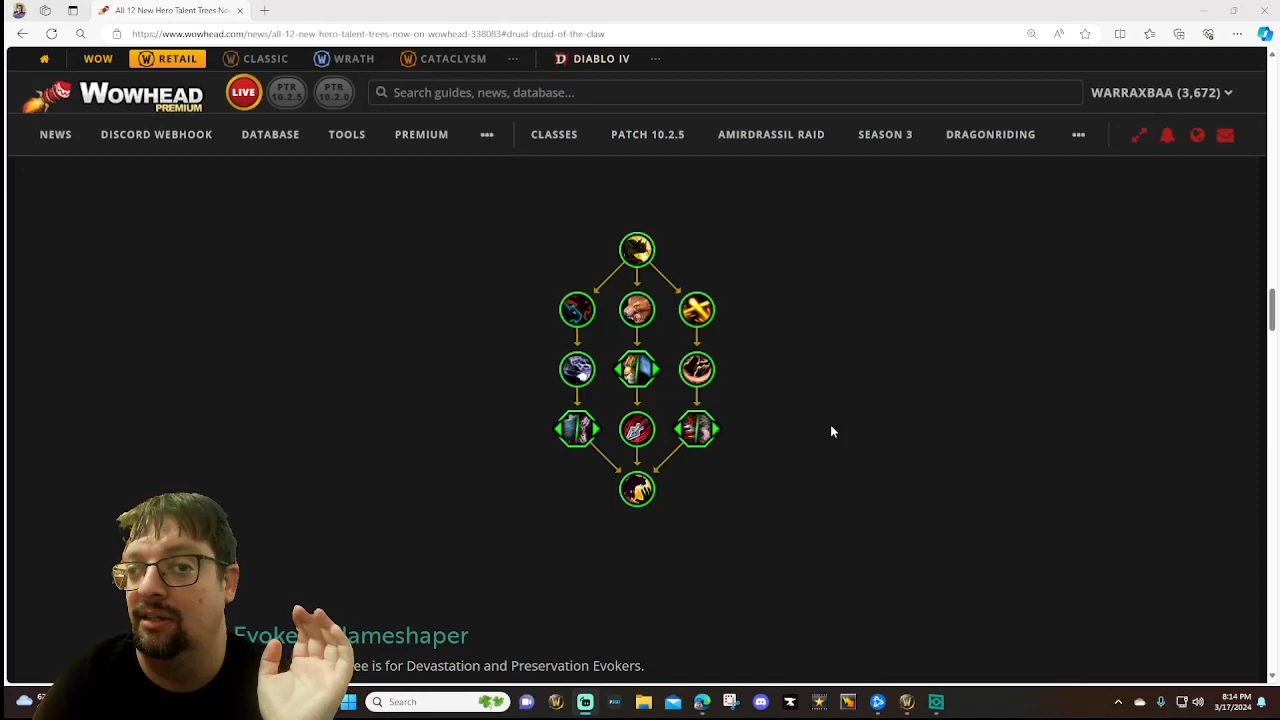 All 12 New Hero Talent Trees No
https://www.wowhead.com/news/all-12-new-hero-talent-trees-now-on-wowhead-338083#druid-druid-of-the-claw
WOW RETAIL CLASSIC WRATH CATACLYSM ... DIABLO IV ...
WOWHEAD PREMIUM
LIVE
PTR 10.2.5
PTR 10.2.0
Search guides, news, database...
WARRAXBAA (3,672)
NEWS DISCORD WEBHOOK DATABASE TOOLS PREMIUM ... CLASSES PATCH 10.2.5 AMIRDRASSIL RAID SEASON 3 DRAGONRIDING ...
ree is for Devastation and Preservation Evokers.
Search
8:14 PM
3/17/2024